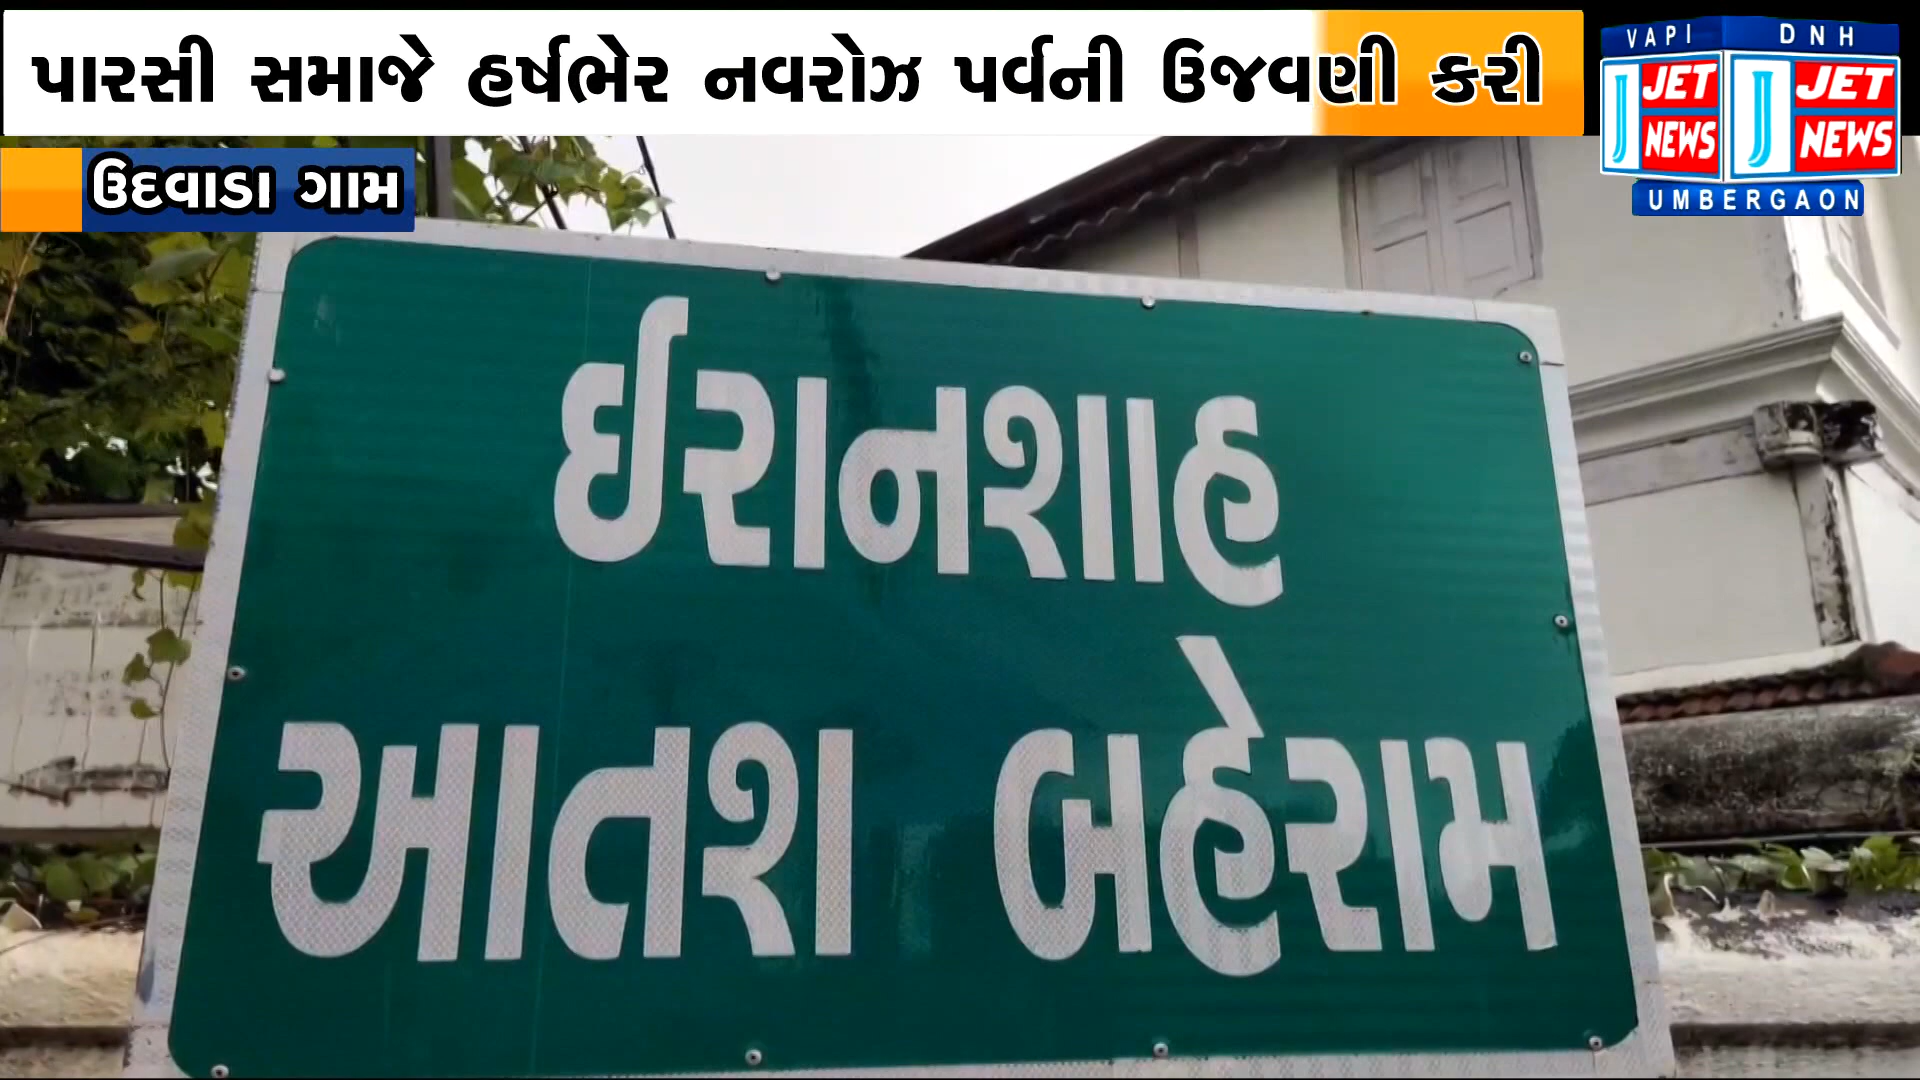 પારસી સમાજે હર્ષભેર નવરોઝ પર્વની ઉજવણી કરી
VAPI DNH
JET NEWS JET NEWS
UMBERGAON
ઉદવાડા ગામ
ઈરાનશાહ
આતશ બહેરામ